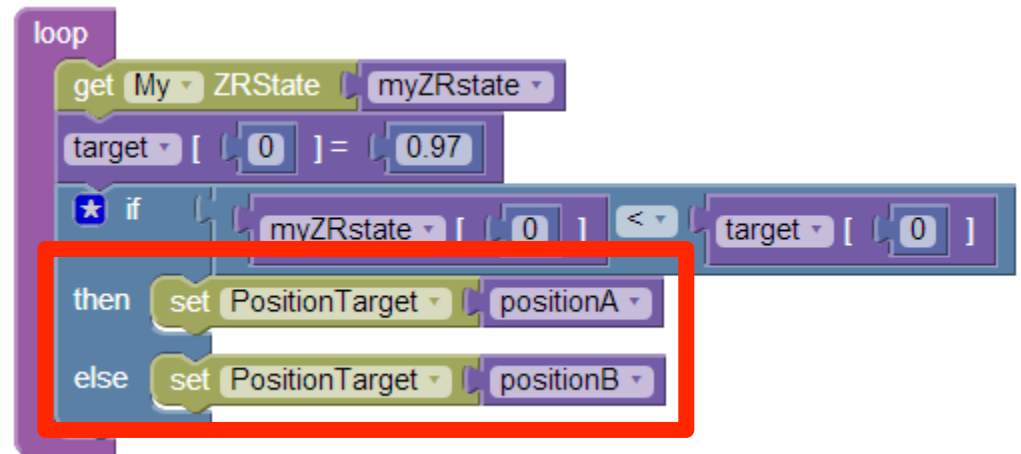 loop
get My ZRState myZRstate
target [ 0 ] = 0.97
if myZRstate [ 0 ] < target [ 0 ]
then set PositionTarget positionA
else set PositionTarget positionB